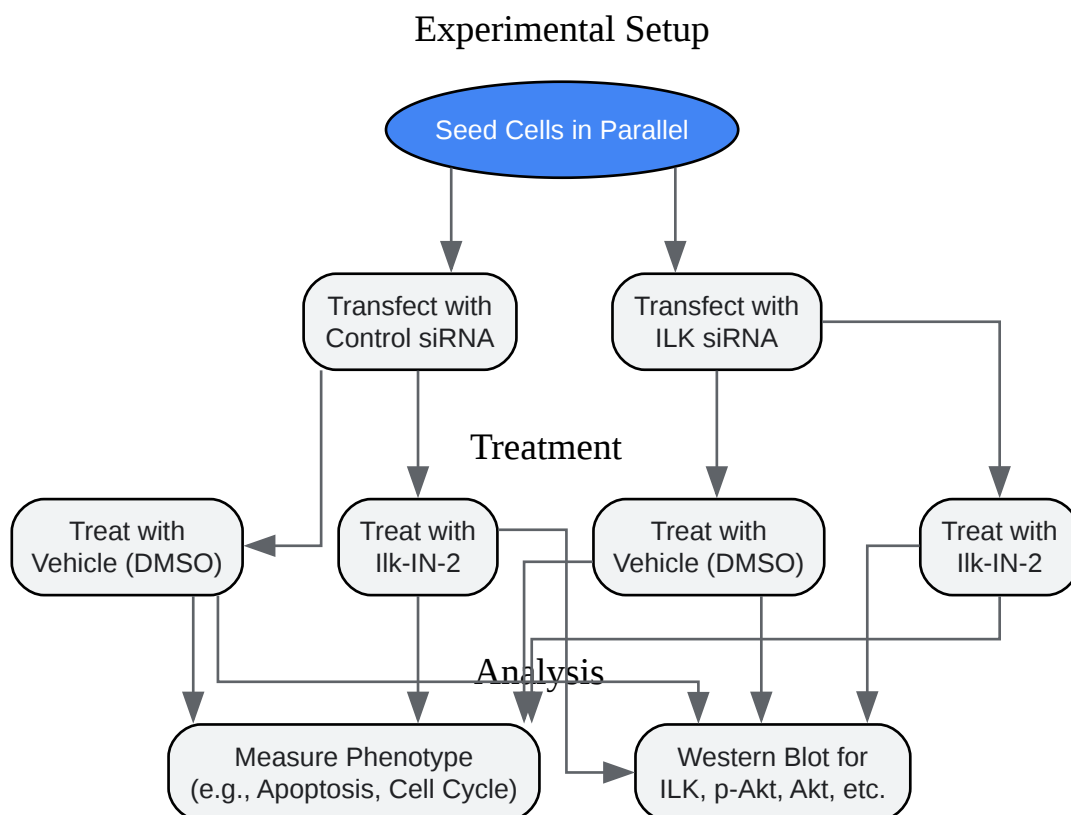 Experimental Setup
Seed Cells in Parallel
Transfect with
Control siRNA
Transfect with
ILK siRNA
Treatment
Treat with
Vehicle (DMSO)
Treat with
Ilk-IN-2
Treat with
Vehicle (DMSO)
Treat with
Ilk-IN-2
Analysis
Measure Phenotype
(e.g., Apoptosis, Cell Cycle)
Western Blot for
ILK, p-Akt, Akt, etc.